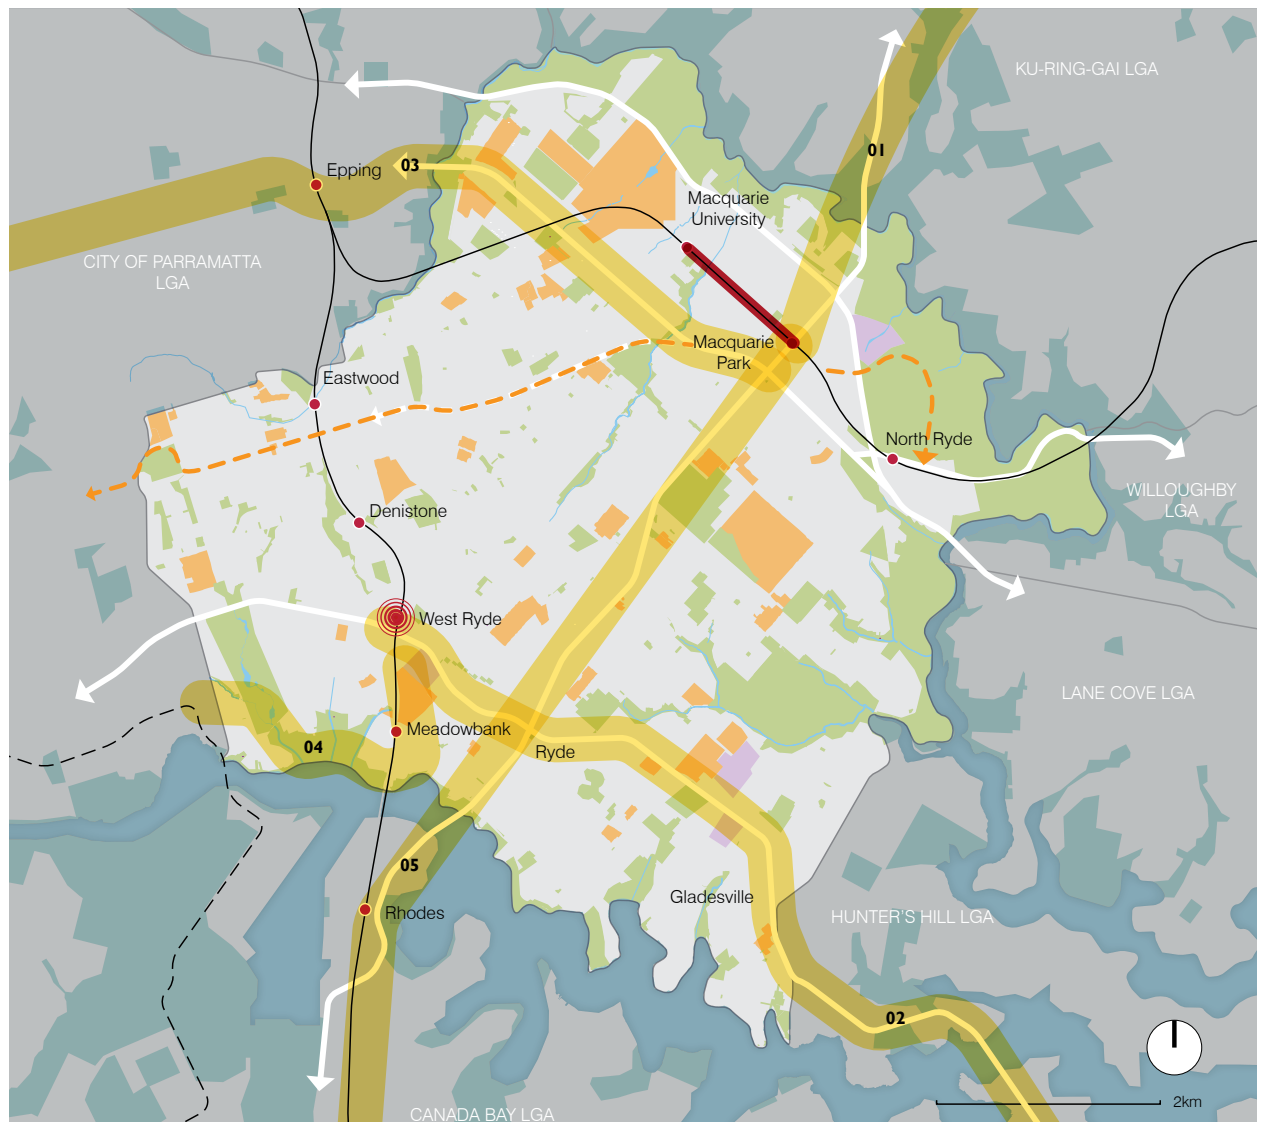 KU-RING-GAI LGA
01
03
Epping
Macquarie
University
CITY OF PARRAMATTA
LGA
Macquarie
Park
Eastwood
North Ryde
WILLOUGHBY
LGA
Denistone
West Ryde
LANE COVE LGA
Meadowbank
04
Ryde
05
Gladesville
Rhodes
HUNTER'S HILL LGA
02
2km
CANADA BAY LGA